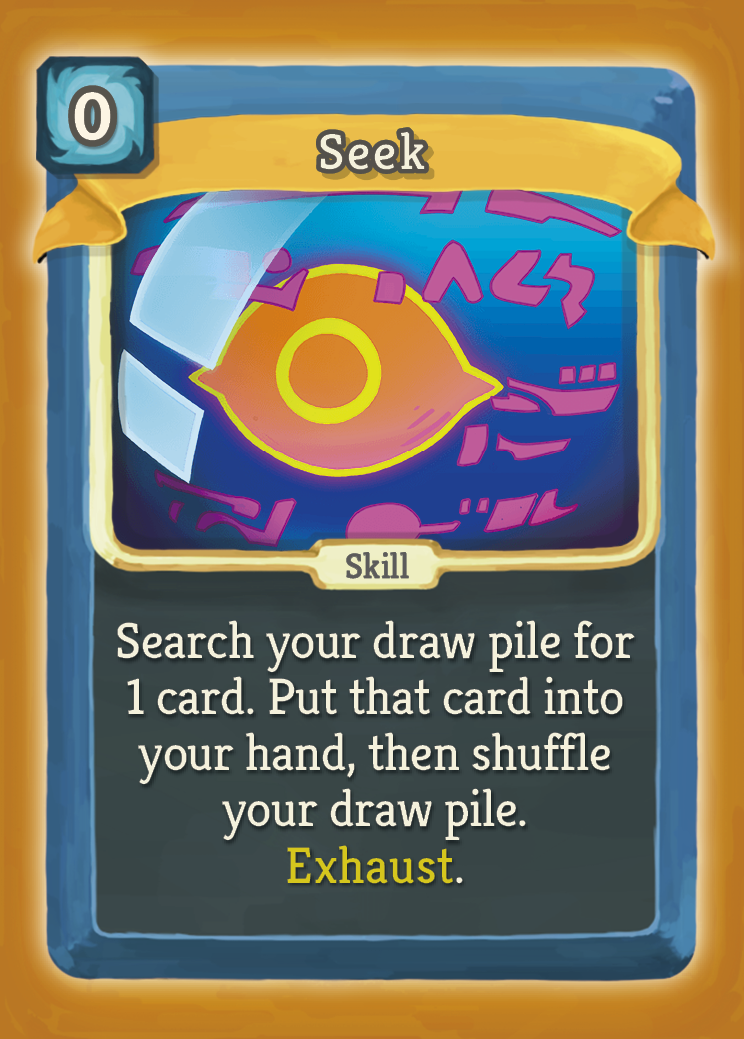 0
Seek
Skill
Search your draw pile for
1 card. Put that card into
your hand, then shuffle
your draw pile.
Exhaust.